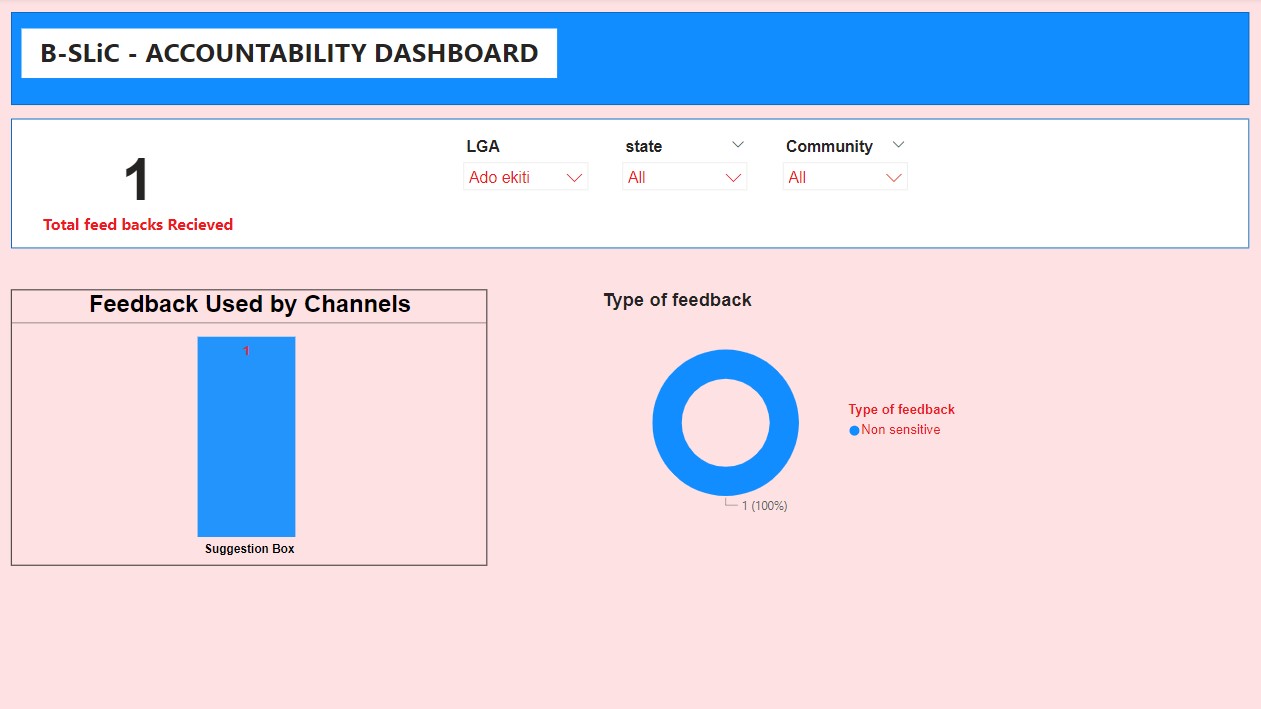 B-SLiC - ACCOUNTABILITY DASHBOARD
1
Total feed backs Recieved
LGA
Ado ekiti
state
All
Community
All
Feedback Used by Channels
1
Suggestion Box
Type of feedback
1 (100%)
Type of feedback
Non sensitive